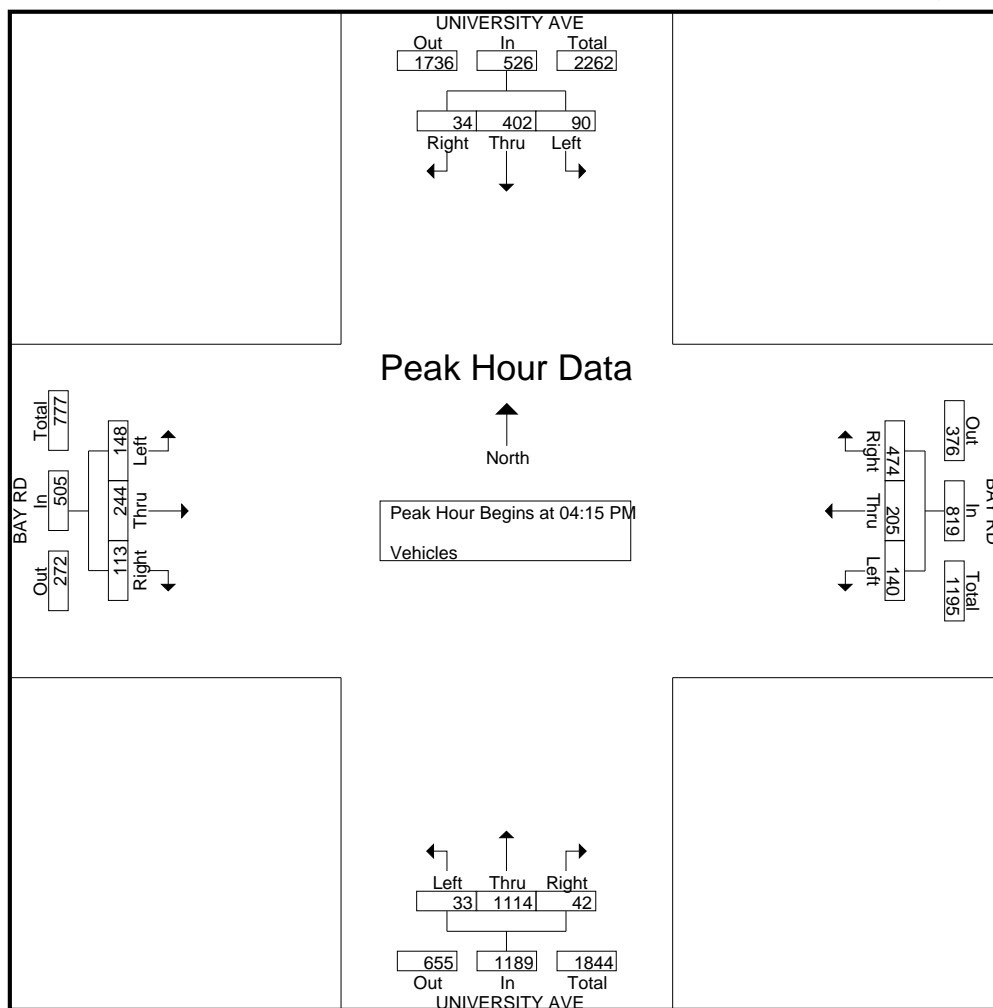 UNIVERSITY AVE
Out In Total
1736 526 2262
34 402 90
Right Thru Left
Peak Hour Data
North
Peak Hour Begins at 04:15 PM
Vehicles
BAY RD
Total In Out
777 505 272
148 244 113
Left Thru Right
Right Thru Left
474 205 140
376 819 1195
Out In Total
BAY RD
Left Thru Right
33 1114 42
655 1189 1844
Out In Total
UNIVERSITY AVE